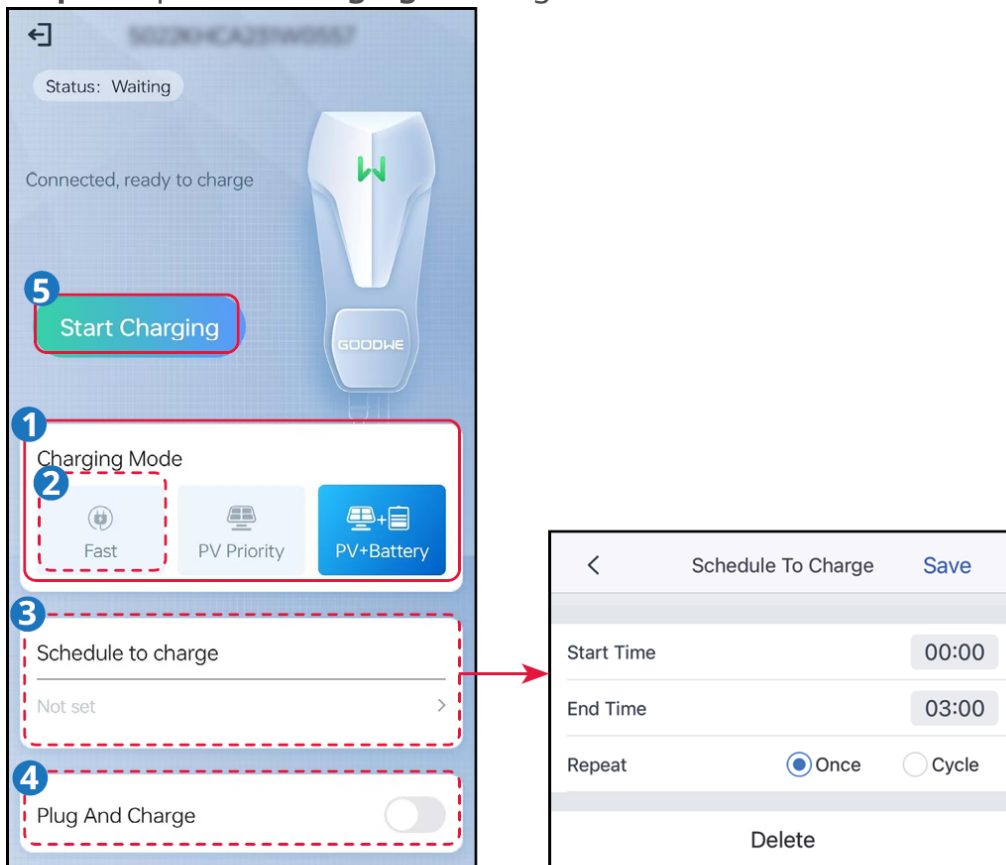 Status: Waiting
Connected, ready to charge
5
Start Charging
GOODWE
1
Charging Mode
2
Fast
PV Priority
PV+Battery
3
Schedule to charge
Not set
4
Plug And Charge
Schedule To Charge Save
Start Time 00:00
End Time 03:00
Repeat Once Cycle
Delete